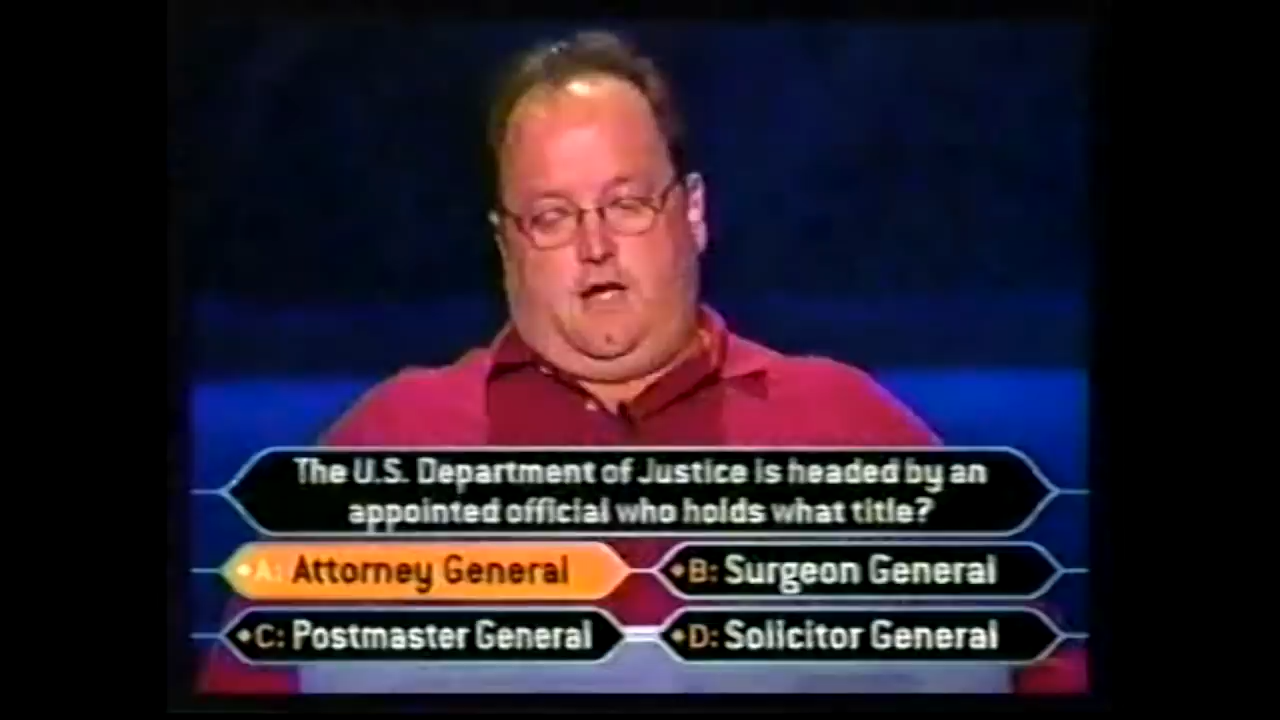 The U.S. Department of Justice is headed by an
appointed official who holds what title?
A: Attorney General
B: Surgeon General
C: Postmaster General
D: Solicitor General